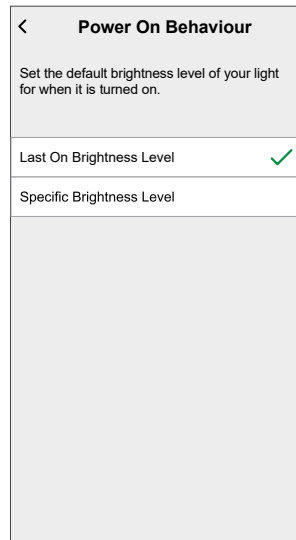 Power On Behaviour
Set the default brightness level of your light
for when it is turned on.
Last On Brightness Level
Specific Brightness Level